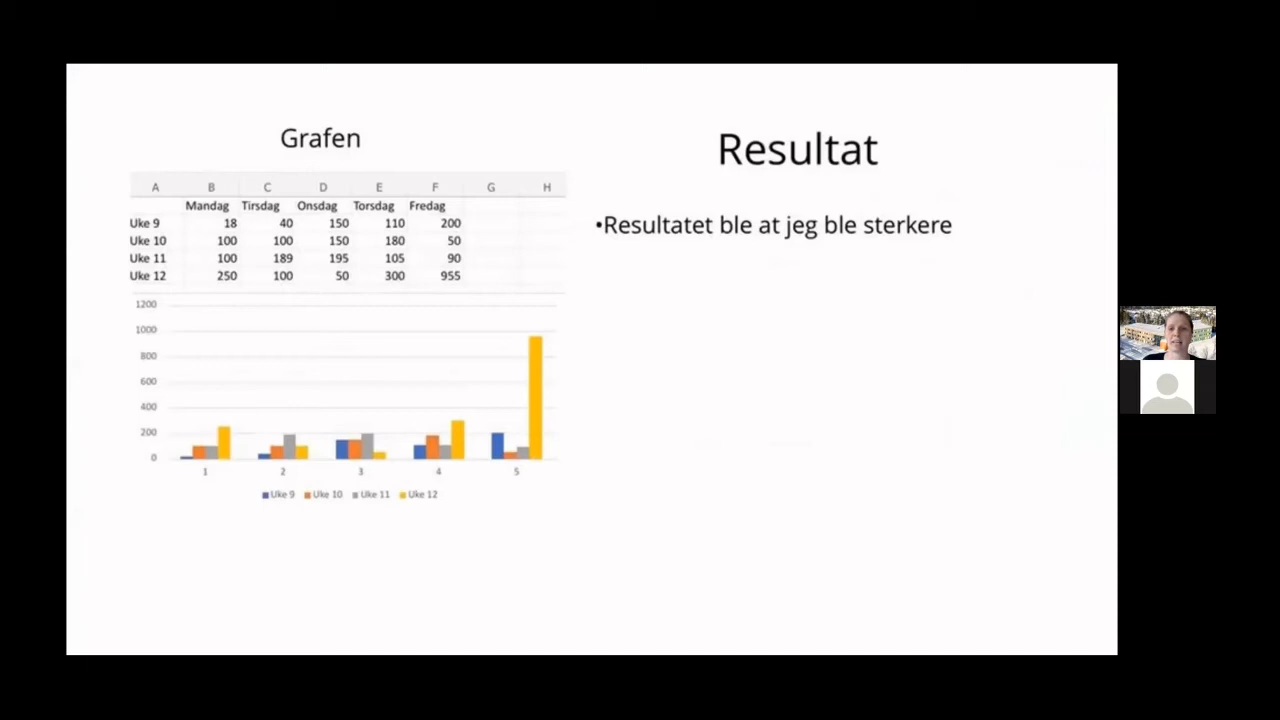 Grafen
A B C D E F G H
Mandag Tirsdag Onsdag Torsdag Fredag
Uke 9 18 40 150 110 200
Uke 10 100 100 150 180 50
Uke 11 100 189 195 105 90
Uke 12 250 100 50 300 955
1200
1000
800
600
400
200
0
1 2 3 4 5
Uke 9 Uke 10 Uke 11 Uke 12
Resultat
•Resultatet ble at jeg ble sterkere